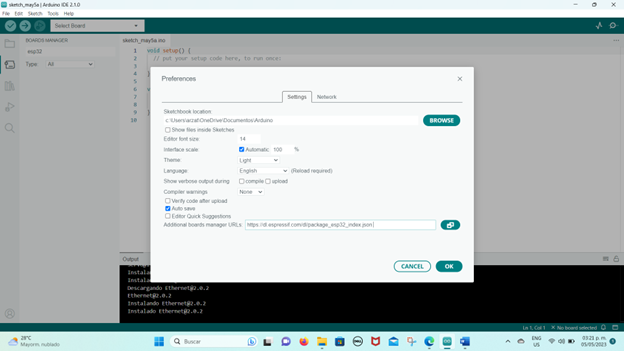 sketch_may5a | Arduino IDE 2.1.0
File Edit Sketch Tools Help
Select Board
BOARDS MANAGER
esp32
Type: All
sketch_may5a.ino
1 void setup() {
2 // put your setup code here, to run once:
3
4 }
5
6
7
8
9
10
Preferences
Settings Network
Sketchbook location
c:\Users\arzat\OneDrive\Documentos\Arduino
BROWSE
Show files inside Sketches
Editor font size: 14
Interface scale: Automatic 100 %
Theme: Light
Language: English (Reload required)
Show verbose output during compile upload
Compiler warnings None
Verify code after upload
Auto save
Editor Quick Suggestions
Additional boards manager URLs: https://dl.espressif.com/dl/package_esp32_index.json
CANCEL OK
Output
Instala
Instala
Descargando Ethernet@2.0.2
Ethernet@2.0.2
Instalando Ethernet@2.0.2
Instalado Ethernet@2.0.2
Ln 1, Col 1 No board selected
28°C
Mayorm. nublado
Buscar
ENG
US
03:21 p. m.
05/05/2023